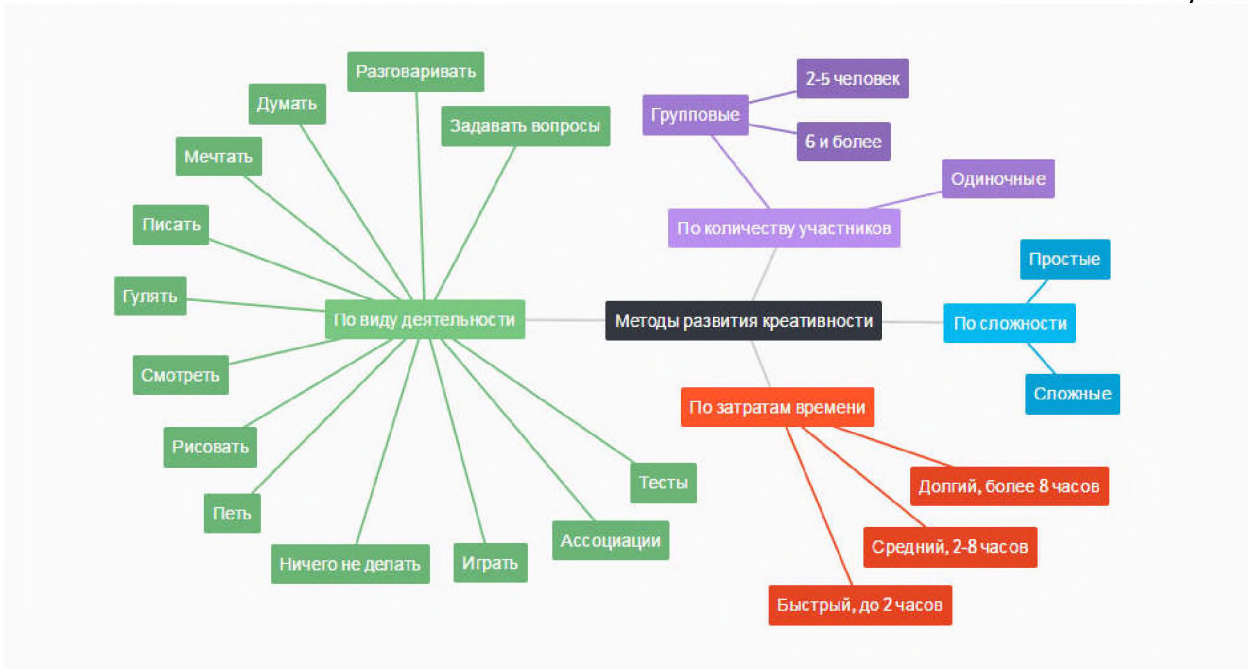 Разговаривать
Думать
Задавать вопросы
Мечтать
Писать
Гулять
По виду деятельности
Смотреть
Рисовать
Петь
Ничего не делать
Играть
Ассоциации
Тесты
Методы развития креативности
2-5 человек
Групповые
6 и более
Одиночные
По количеству участников
Простые
По сложности
Сложные
По затратам времени
Долгий, более 8 часов
Средний, 2-8 часов
Быстрый, до 2 часов